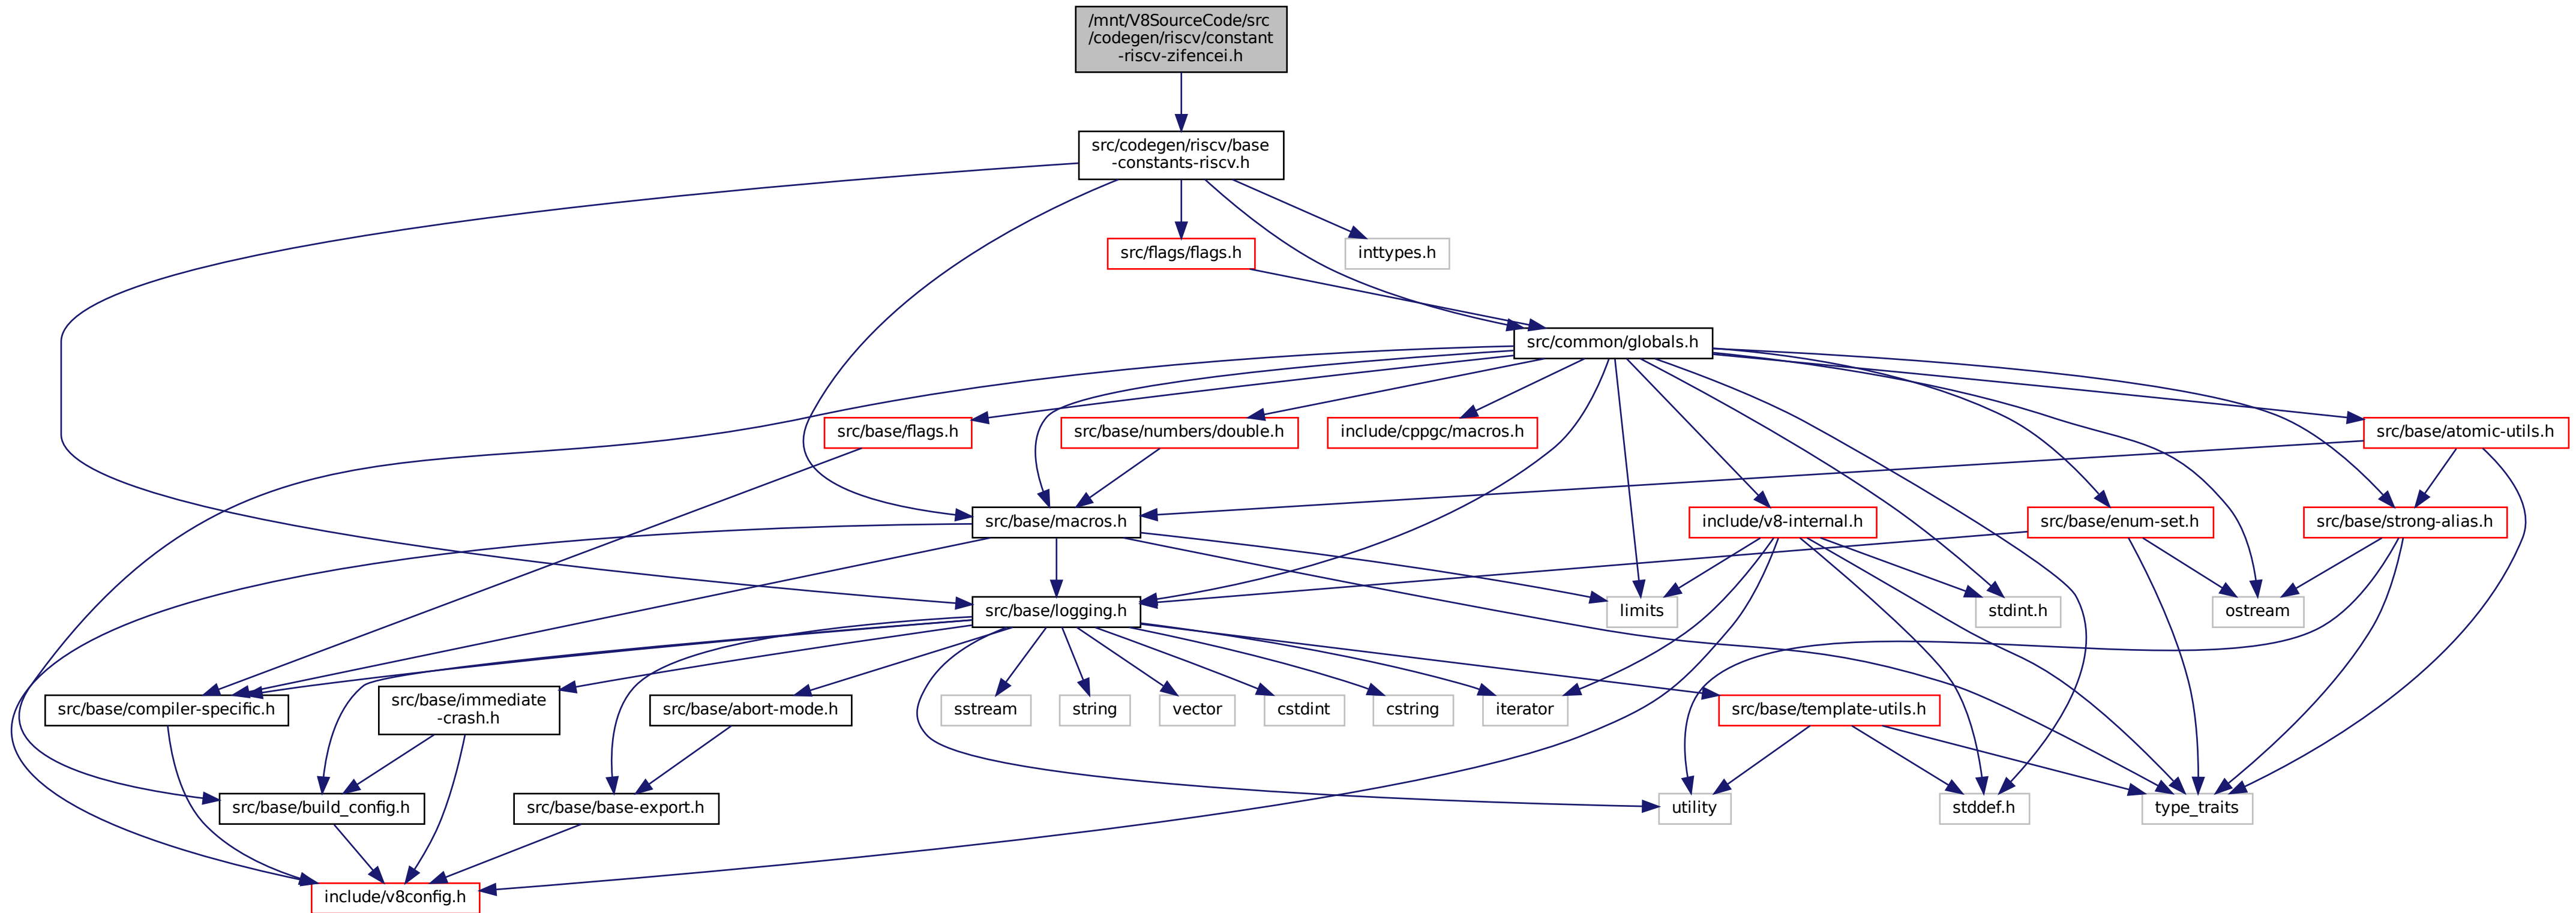 /mnt/V8SourceCode/src
/codegen/riscv/constant
-riscv-zifencei.h
src/codegen/riscv/base
-constants-riscv.h
src/flags/flags.h
inttypes.h
src/common/globals.h
src/base/flags.h
src/base/numbers/double.h
include/cppgc/macros.h
src/base/atomic-utils.h
src/base/macros.h
include/v8-internal.h
src/base/enum-set.h
src/base/strong-alias.h
src/base/logging.h
limits
stdint.h
ostream
src/base/compiler-specific.h
src/base/immediate
-crash.h
src/base/abort-mode.h
sstream
string
vector
cstdint
cstring
iterator
src/base/template-utils.h
src/base/build_config.h
src/base/base-export.h
utility
stddef.h
type_traits
include/v8config.h